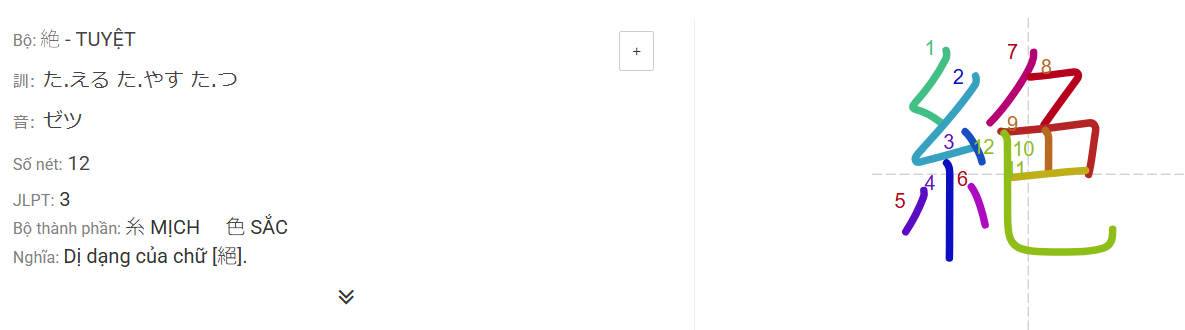 Bộ: 絶 - TUYỆT
+
訓: た.える た.やす た.つ
音: ゼツ
Số nét: 12
JLPT: 3
Bộ thành phần: 糸 MỊCH 色 SẮC
Nghĩa: Dị dạng của chữ [絕].
絶
1 2 3 4 5 6 7 8 9 10 11 12